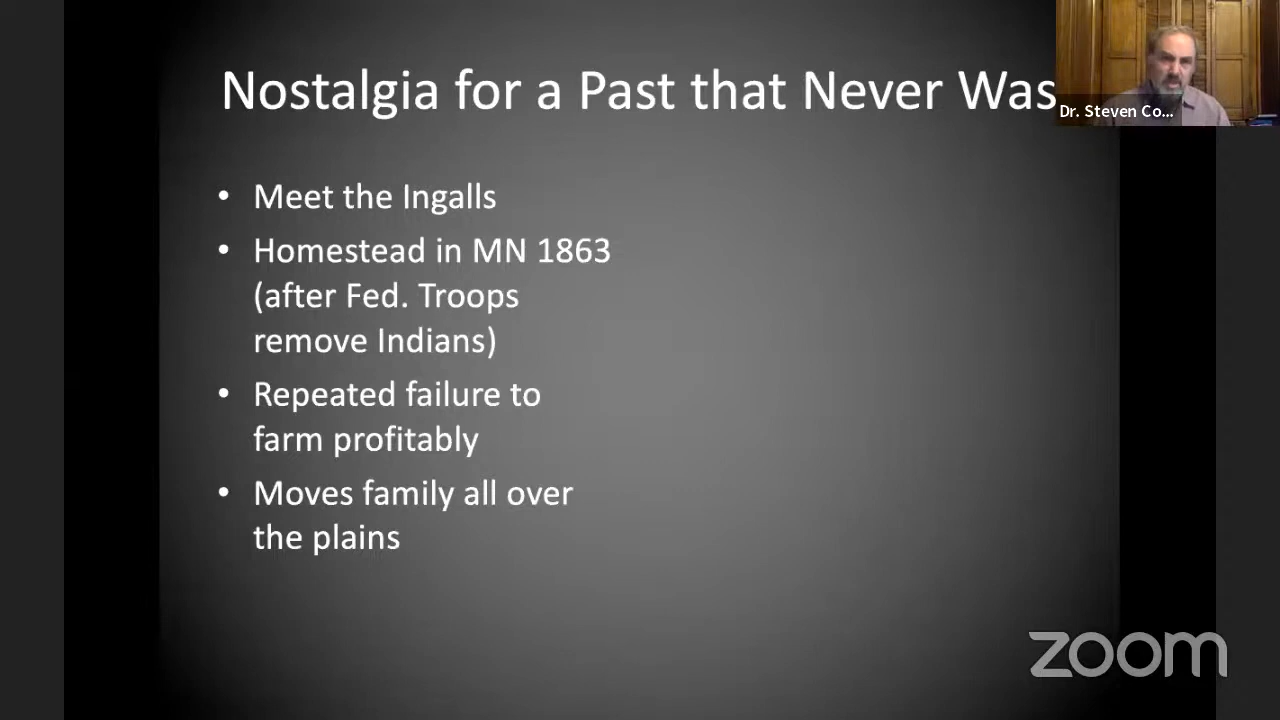 Nostalgia for a Past that Never Was
Dr. Steven Co...
• Meet the Ingalls
• Homestead in MN 1863
(after Fed. Troops
remove Indians)
• Repeated failure to
farm profitably
• Moves family all over
the plains
zoom